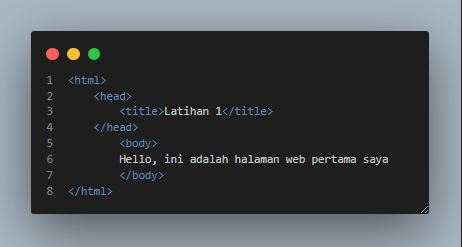 1 <html>
2     <head>
3         <title>Latihan 1</title>
4     </head>
5         <body>
6         Hello, ini adalah halaman web pertama saya
7         </body>
8 </html>